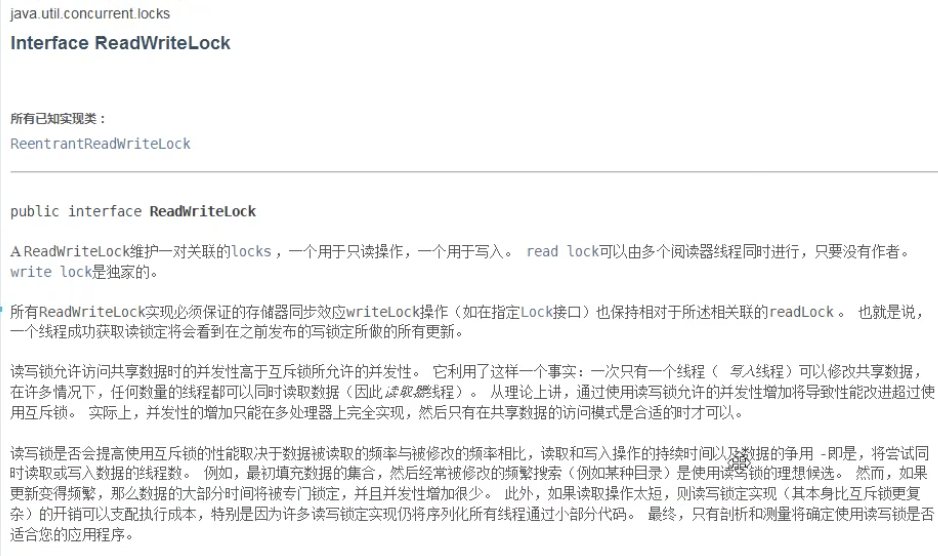 java.util.concurrent.locks
Interface ReadWriteLock
所有已知实现类：
ReentrantReadWriteLock
public interface ReadWriteLock
A ReadWriteLock维护一对关联的locks ，一个用于只读操作，一个用于写入。 read lock可以由多个阅读器线程同时进行，只要没有作者。
write lock是独家的。
所有ReadWriteLock实现必须保证的存储器同步效应writeLock操作（如在指定Lock接口）也保持相对于所述相关联的readLock 。 也就是说，
一个线程成功获取读锁定将会看到在之前发布的写锁定所做的所有更新。
读写锁允许访问共享数据时的并发性高于互斥锁所允许的并发性。 它利用了这样一个事实：一次只有一个线程（ 写入线程）可以修改共享数据，
在许多情况下，任何数量的线程都可以同时读取数据（因此读取器线程）。 从理论上讲，通过使用读写锁允许的并发性增加将导致性能改进超过使
用互斥锁。 实际上，并发性的增加只能在多处理器上完全实现，然后只有在共享数据的访问模式是合适的时才可以。
读写锁是否会提高使用互斥锁的性能取决于数据被读取的频率与被修改的频率相比，读取和写入操作的持续时间以及数据的争用 -即是，将尝试同
时读取或写入数据的线程数。 例如，最初填充数据的集合，然后经常被修改的频繁搜索（例如某种目录）是使用读写锁的理想候选。 然而，如果
更新变得频繁，那么数据的大部分时间将被专门锁定，并且并发性增加很少。 此外，如果读取操作太短，则读写锁定实现（其本身比互斥锁更复
杂）的开销可以支配执行成本，特别是因为许多读写锁定实现仍将序列化所有线程通过小部分代码。 最终，只有剖析和测量将确定使用读写锁是否
适合您的应用程序。